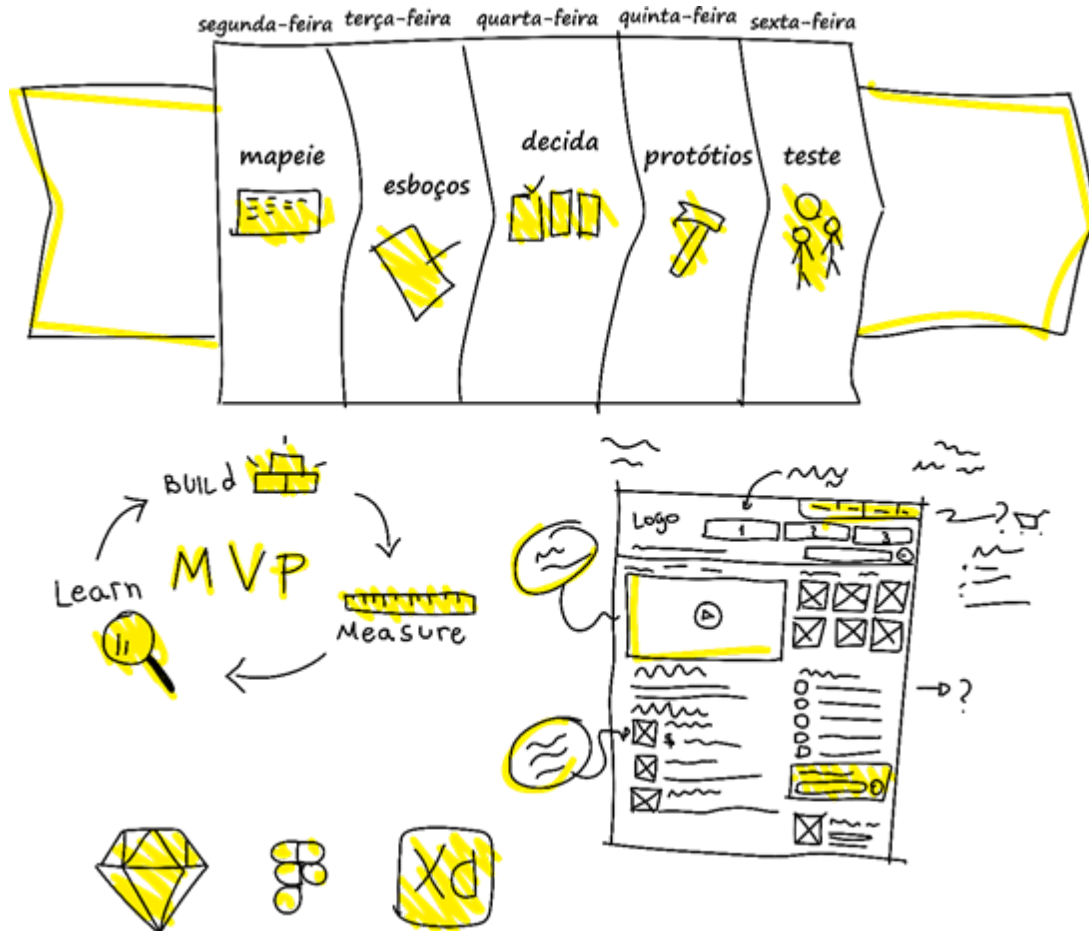 segunda-feira terça-feira quarta-feira quinta-feira sexta-feira
mapeie
esboços
decida
protótios
teste
BUILd
MVP
Learn
Measure
Logo
1 2 3
?
$
?
Xd